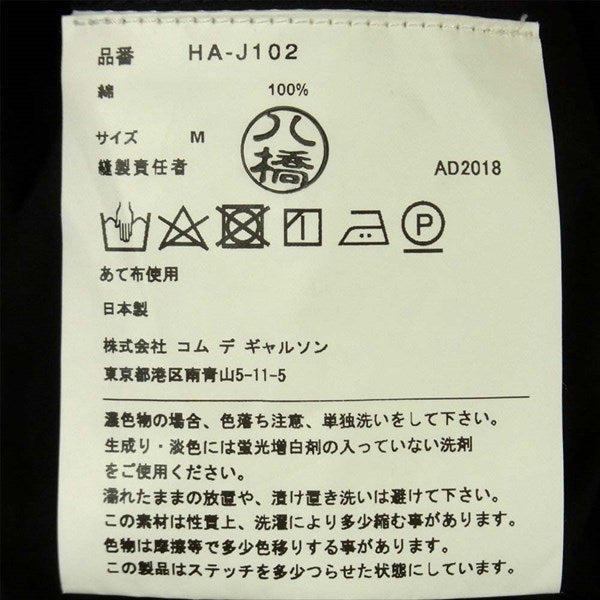 品番 HA-J102
綿 100%
サイズ M
八橋
縫製責任者 AD2018
P
あて布使用
日本製
株式会社 コム デ ギャルソン
東京都港区南青山5-11-5
濃色物の場合、色落ち注意、単独洗いをして下さい。
生成り・淡色には蛍光増白剤の入っていない洗剤
をご使用ください。
濡れたままの放置や、漬け置き洗いは避けて下さい。
この素材は性質上、洗濯により多少縮む事があります。
色物は摩擦等で多少色移りする事があります。
この製品はステッチを多少つらせた状態にしています。